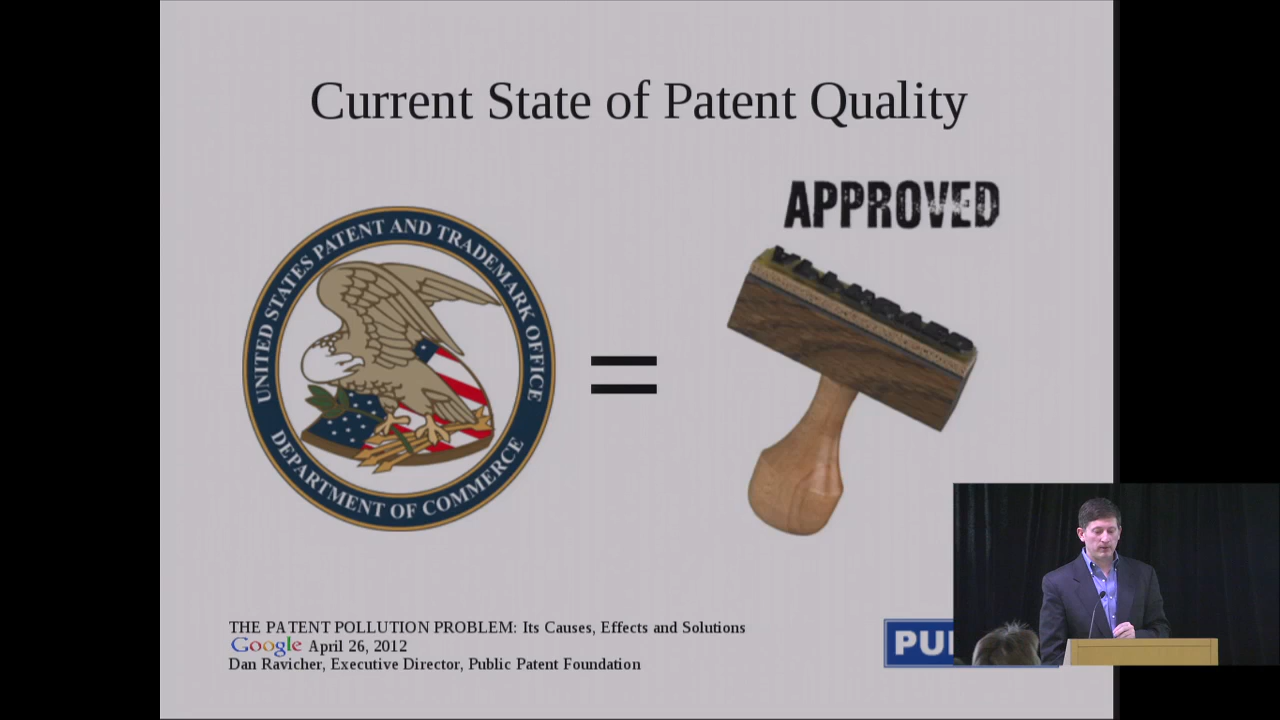 Current State of Patent Quality
APPROVED
UNITED STATES PATENT AND TRADEMARK OFFICE
DEPARTMENT OF COMMERCE
=
THE PATENT POLLUTION PROBLEM: Its Causes, Effects and Solutions
Google April 26, 2012
Dan Ravicher, Executive Director, Public Patent Foundation